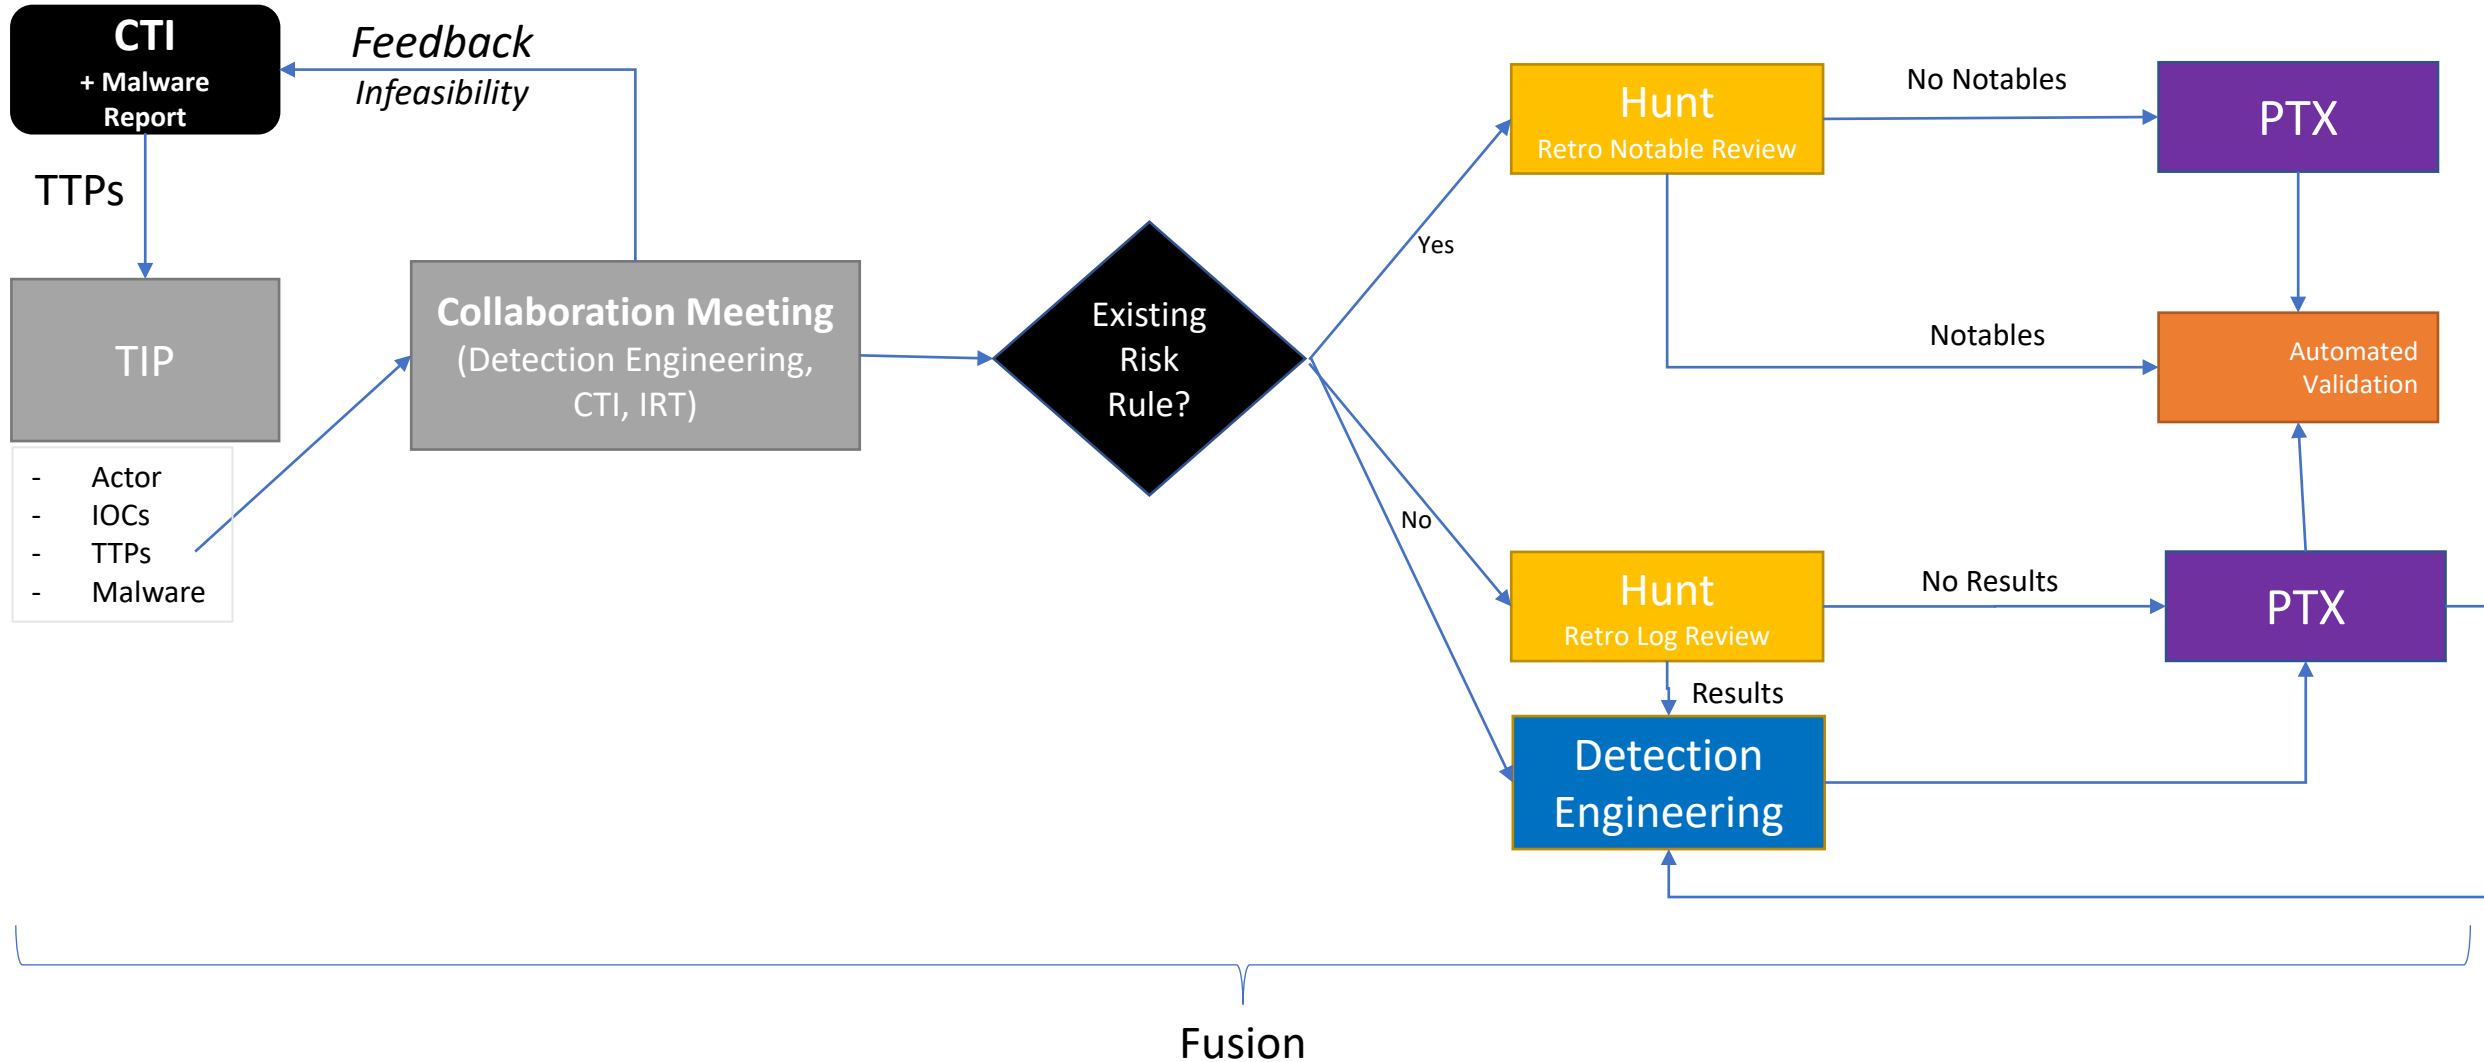 CTI
+ Malware
Report
Feedback
Infeasibility
TTPs
TIP
- Actor
- IOCs
- TTPs
- Malware
Collaboration Meeting
(Detection Engineering,
CTI, IRT)
Existing
Risk
Rule?
Yes
No
Hunt
Retro Notable Review
No Notables
PTX
Notables
Automated
Validation
Hunt
Retro Log Review
No Results
PTX
Results
Detection
Engineering
Fusion